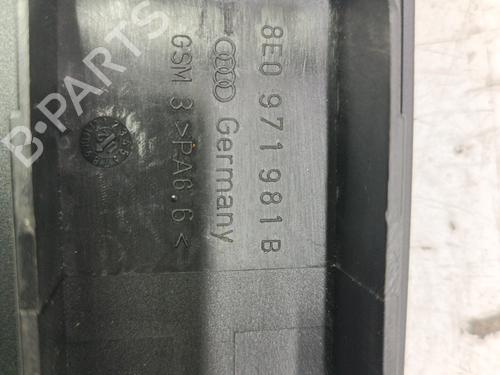 8E0 971 981 B
Germany
GSM 3 >PA6.6<
B-PARTS